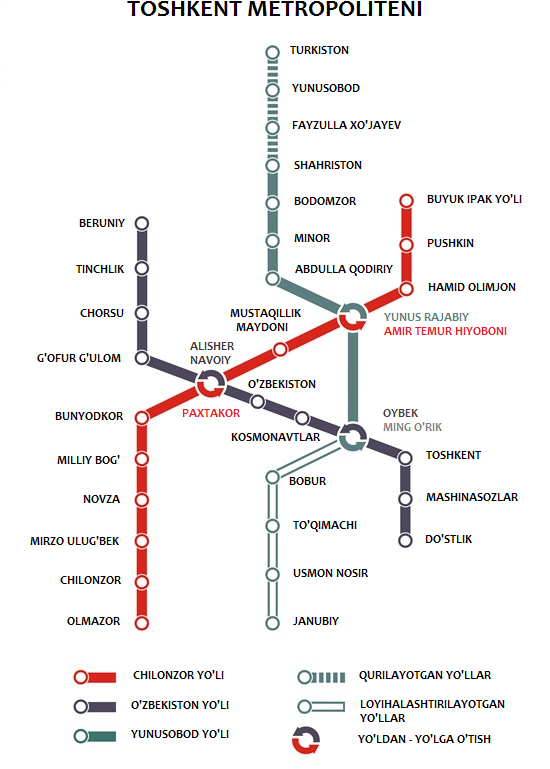 TOSHKENT METROPOLITENI
TURKISTON
YUNUSOBOD
FAYZULLA XO'JAYEV
SHAHRISTON
BODOMZOR
MINOR
ABDULLA QODIRIY
BUYUK IPAK YO'LI
PUSHKIN
HAMID OLIMJON
YUNUS RAJABIY
AMIR TEMUR HIYOBONI
BERUNIY
TINCHLIK
CHORSU
G'OFUR G'ULOM
MUSTAQILLIK
MAYDONI
ALISHER
NAVOIY
PAXTAKOR
O'ZBEKISTON
KOSMONAVTLAR
OYBEK
MING O'RIK
TOSHKENT
MASHINASOZLAR
DO'STLIK
BUNYODKOR
MILLIY BOG'
NOVZA
MIRZO ULUG'BEK
CHILONZOR
OLMAZOR
BOBUR
TO'QIMACHI
USMON NOSIR
JANUBIY
CHILONZOR YO'LI
O'ZBEKISTON YO'LI
YUNUSOBOD YO'LI
QURILAYOTGAN YO'LLAR
LOYIHALASHTIRILAYOTGAN
YO'LLAR
YO'LDAN - YO'LGA O'TISH